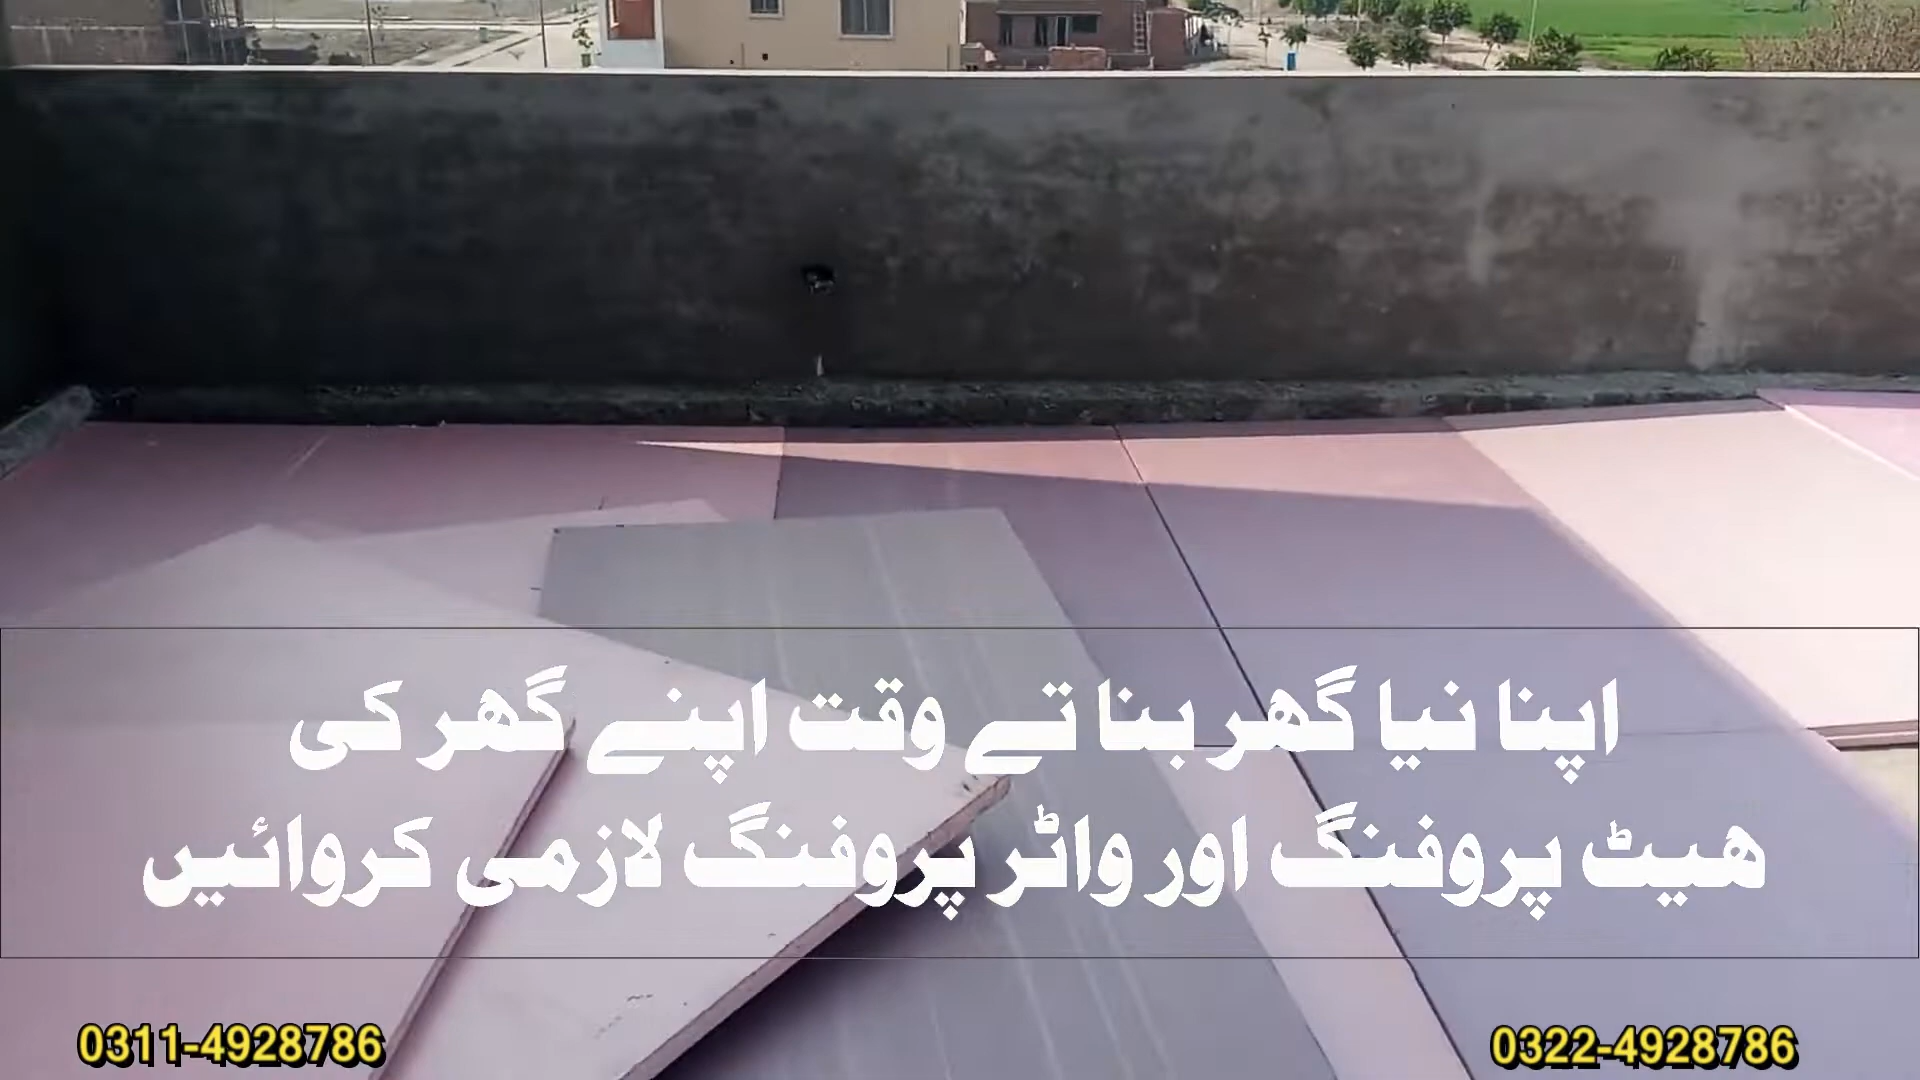 اپنا نیا گھر بنا تے وقت اپنے گھر کی
ھیٹ پروفنگ اور واٹر پروفنگ لازمی کروائیں
0311-4928786
0322-4928786